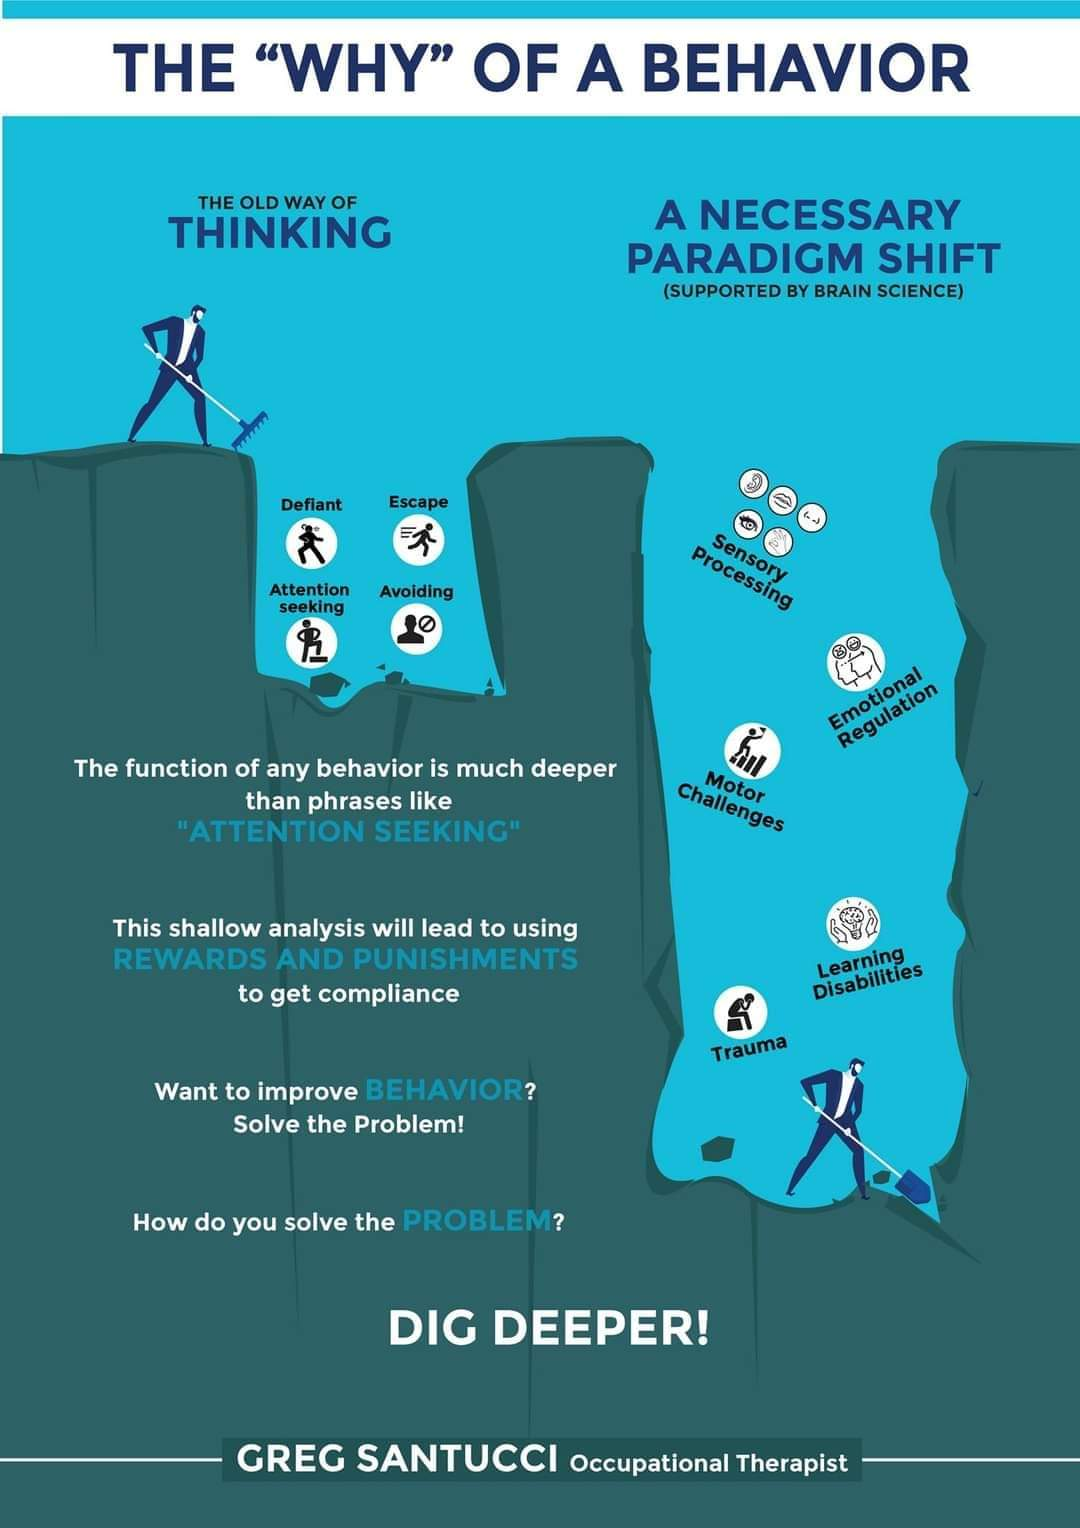 THE “WHY” OF A BEHAVIOR
THE OLD WAY OF
THINKING
A NECESSARY
PARADIGM SHIFT
(SUPPORTED BY BRAIN SCIENCE)
Defiant
Escape
Attention
seeking
Avoiding
Sensory
Processing
Emotional
Regulation
Motor
Challenges
Learning
Disabilities
Trauma
The function of any behavior is much deeper
than phrases like
"ATTENTION SEEKING"
This shallow analysis will lead to using
REWARDS AND PUNISHMENTS
to get compliance
Want to improve BEHAVIOR?
Solve the Problem!
How do you solve the PROBLEM?
DIG DEEPER!
GREG SANTUCCI Occupational Therapist